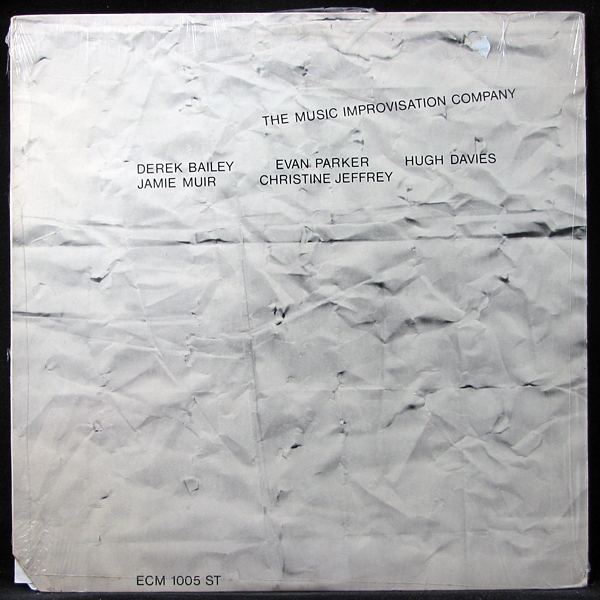 THE MUSIC IMPROVISATION COMPANY
DEREK BAILEY EVAN PARKER HUGH DAVIES
JAMIE MUIR CHRISTINE JEFFREY
ECM 1005 ST